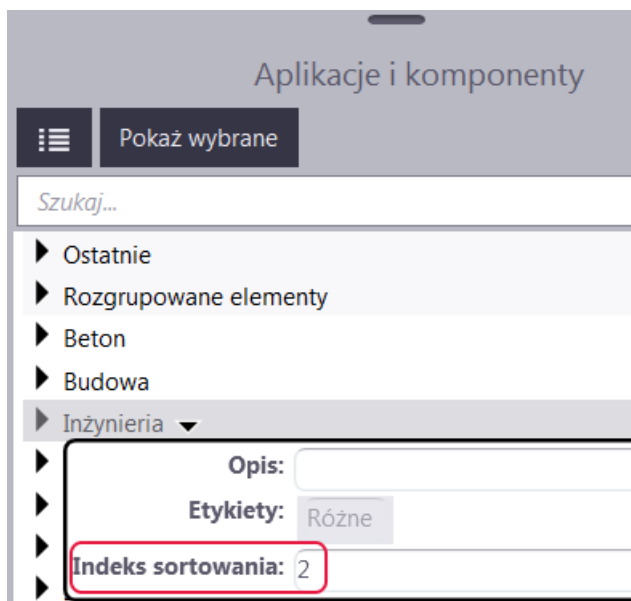 Aplikacje i komponenty
Pokaż wybrane
Szukaj...
Ostatnie
Rozgrupowane elementy
Beton
Budowa
Inżynieria
Opis:
Etykiety: Różne
Indeks sortowania: 2